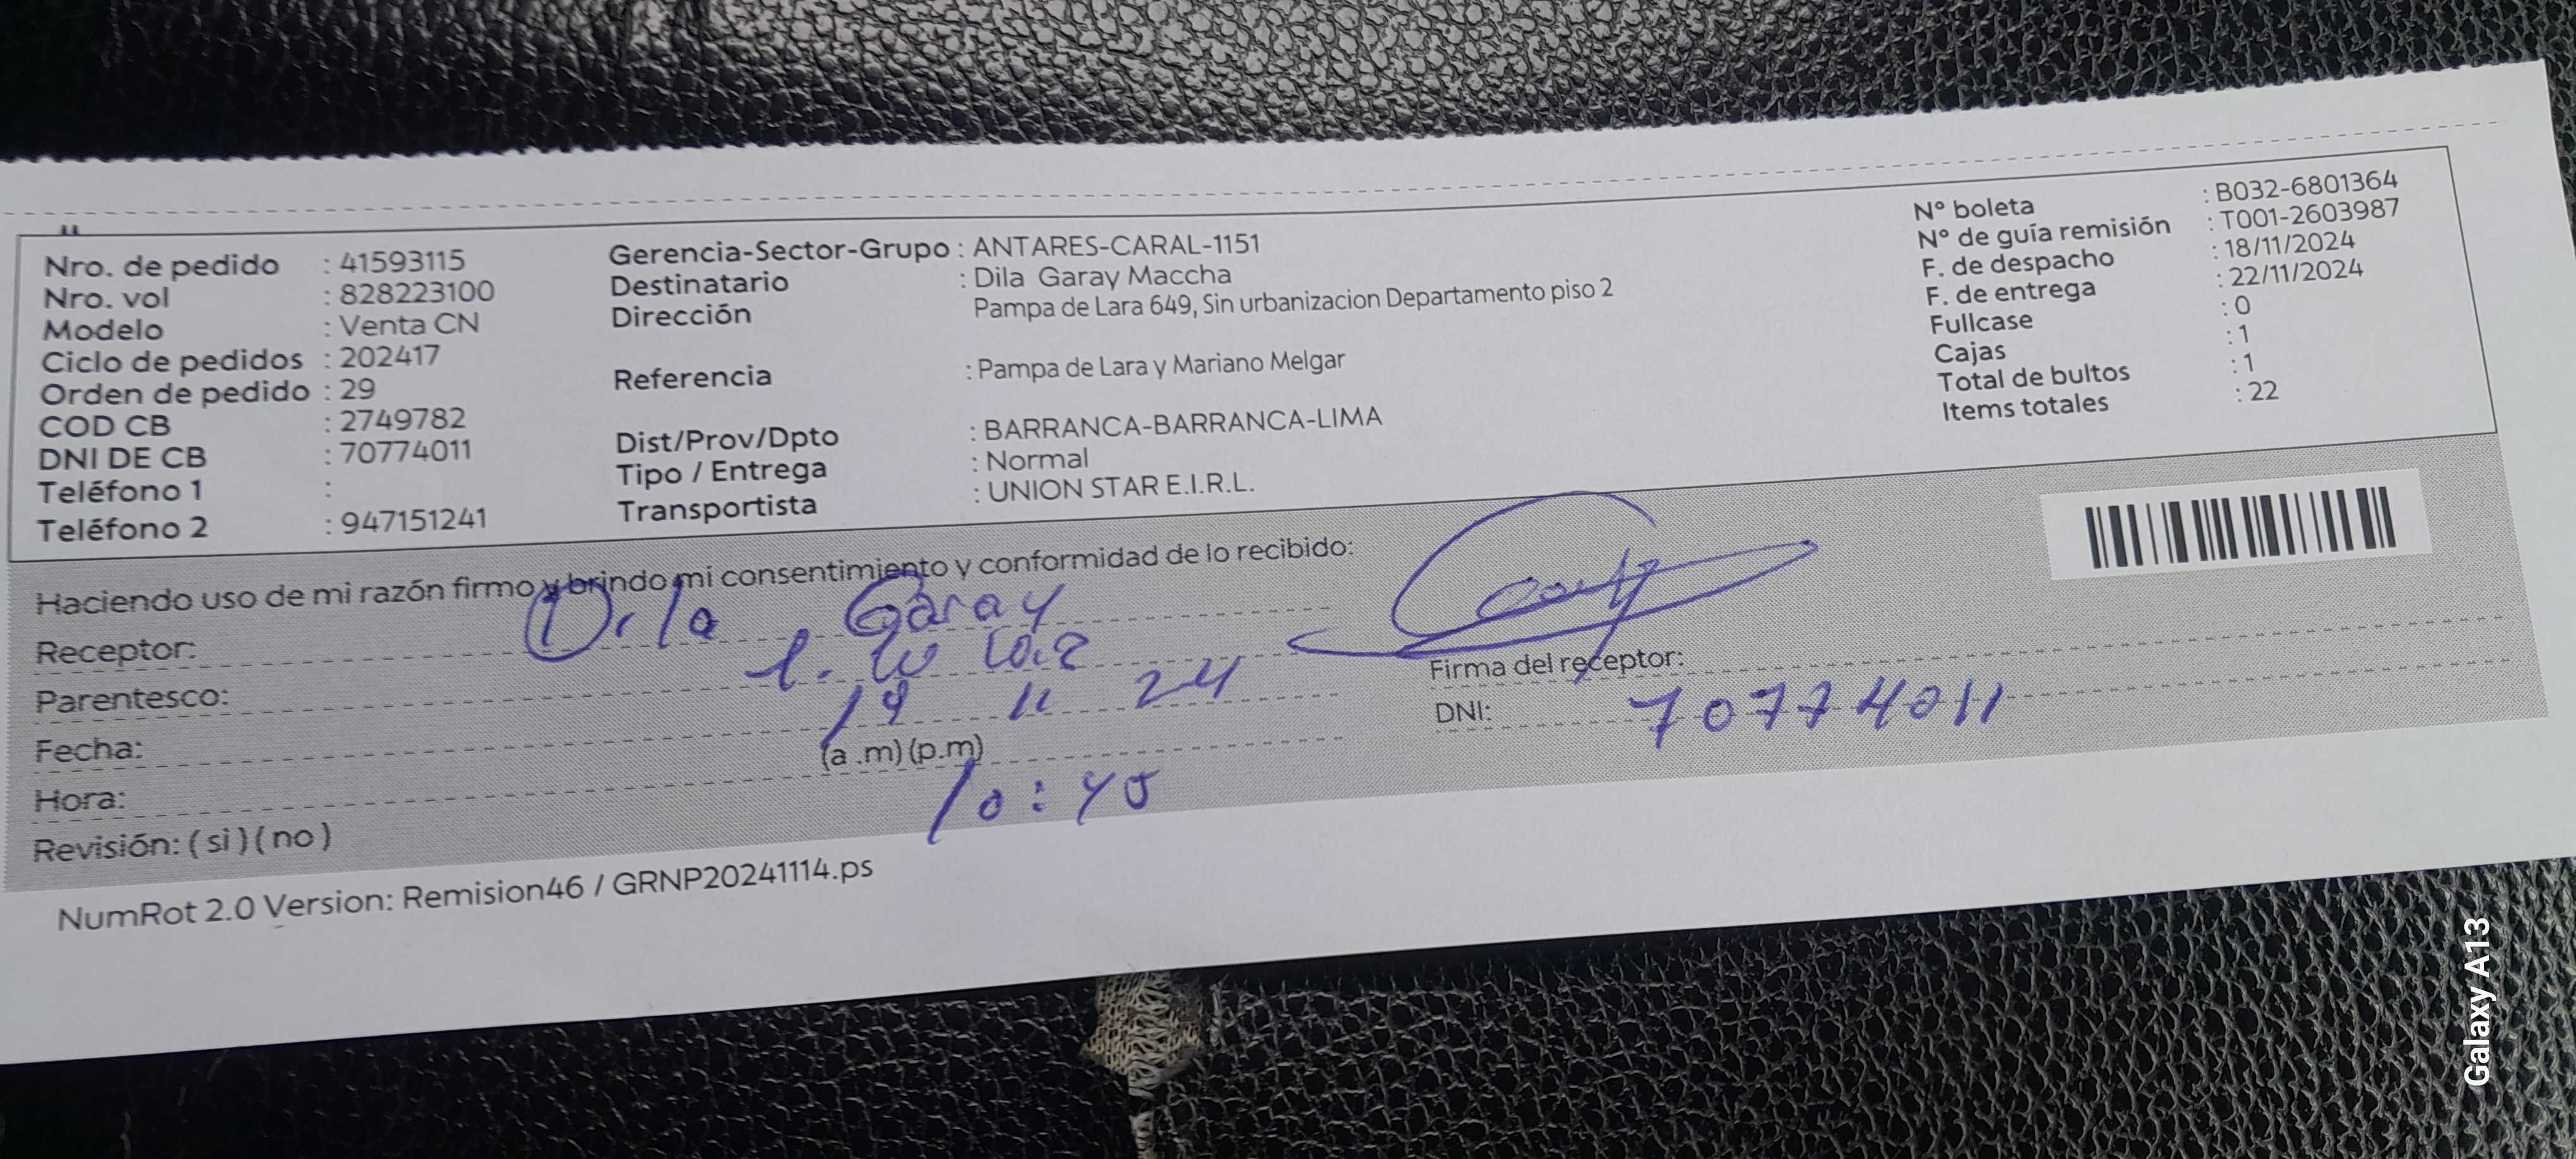 Nro. de pedido : 41593115
Nro. vol : 828223100
Modelo : Venta CN
Ciclo de pedidos : 202417
Orden de pedido : 29
COD CB : 2749782
DNI DE CB : 70774011
Teléfono 1 :
Teléfono 2 : 947151241
Gerencia-Sector-Grupo : ANTARES-CARAL-1151
Destinatario : Dila Garay Maccha
Dirección Pampa de Lara 649, Sin urbanizacion Departamento piso 2
Referencia : Pampa de Lara y Mariano Melgar
Dist/Prov/Dpto : BARRANCA-BARRANCA-LIMA
Tipo / Entrega : Normal
Transportista : UNION STAR E.I.R.L.
N° boleta : B032-6801364
N° de guía remisión : T001-2603987
F. de despacho : 18/11/2024
F. de entrega : 22/11/2024
Fullcase : 0
Cajas : 1
Total de bultos : 1
Items totales : 22
Haciendo uso de mi razón firmo y brindo mi consentimiento y conformidad de lo recibido:
Receptor: Dila Garay
Parentesco:
Fecha: 19 11 24
Hora: (a .m) (p.m) 10:45
Revisión: ( si ) ( no )
Firma del receptor:
DNI: 70774011
NumRot 2.0 Version: Remision46 / GRNP20241114.ps
Galaxy A13